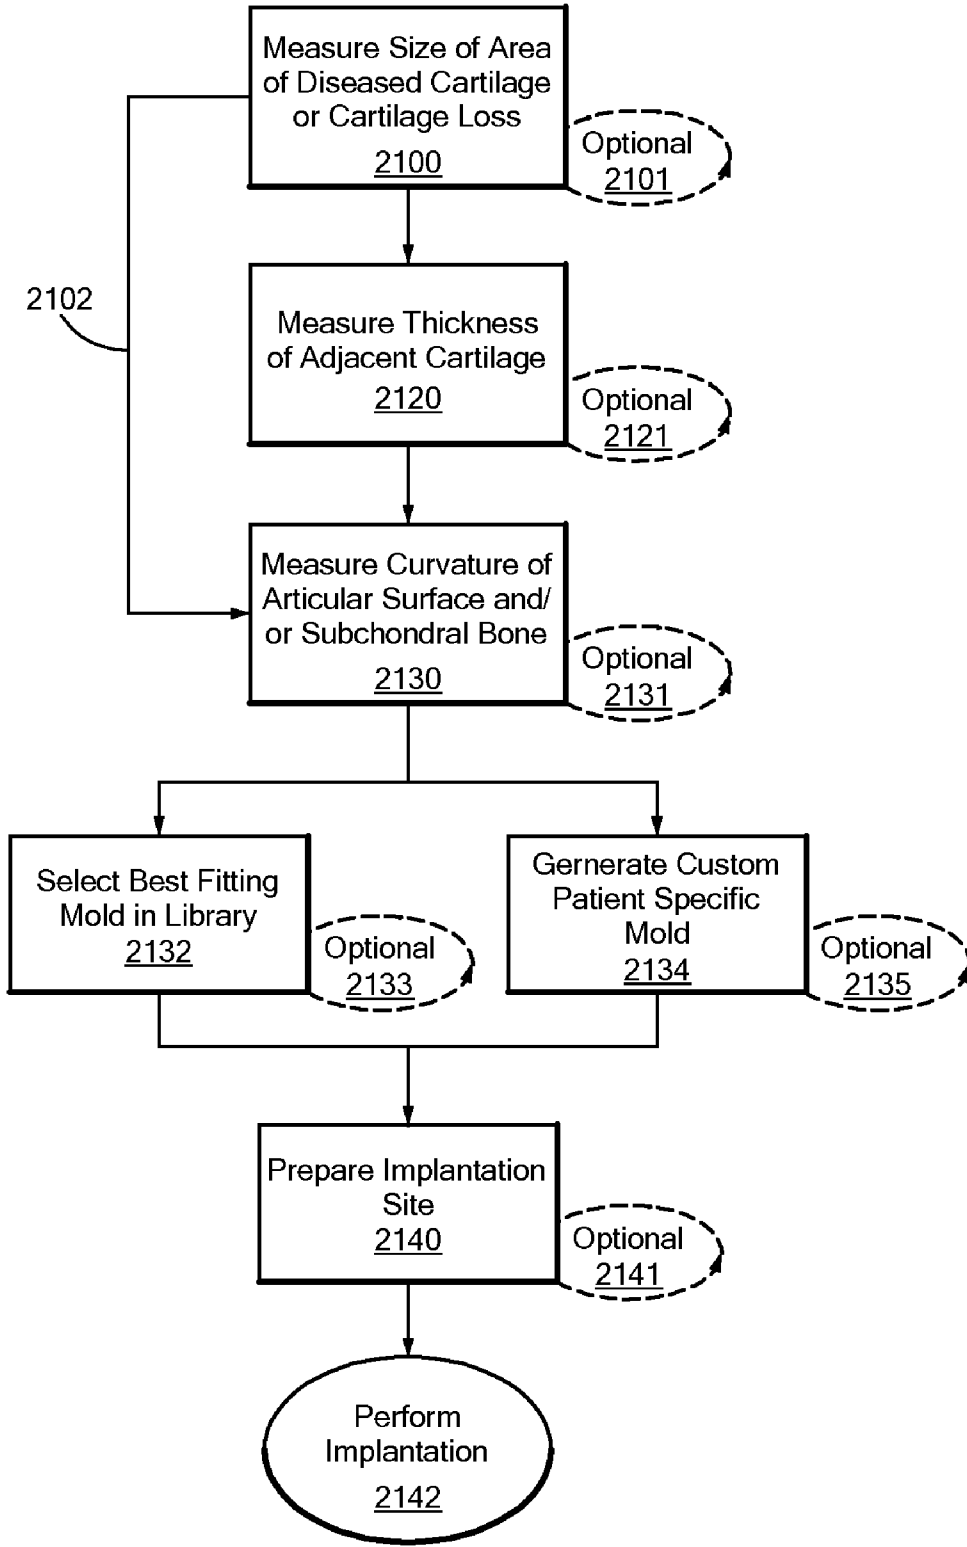 Measure Size of Area
of Diseased Cartilage
or Cartilage Loss
2100
Optional
2101
2102
Measure Thickness
of Adjacent Cartilage
2120
Optional
2121
Measure Curvature of
Articular Surface and/
or Subchondral Bone
2130
Optional
2131
Select Best Fitting
Mold in Library
2132
Optional
2133
Gernerate Custom
Patient Specific
Mold
2134
Optional
2135
Prepare Implantation
Site
2140
Optional
2141
Perform
Implantation
2142